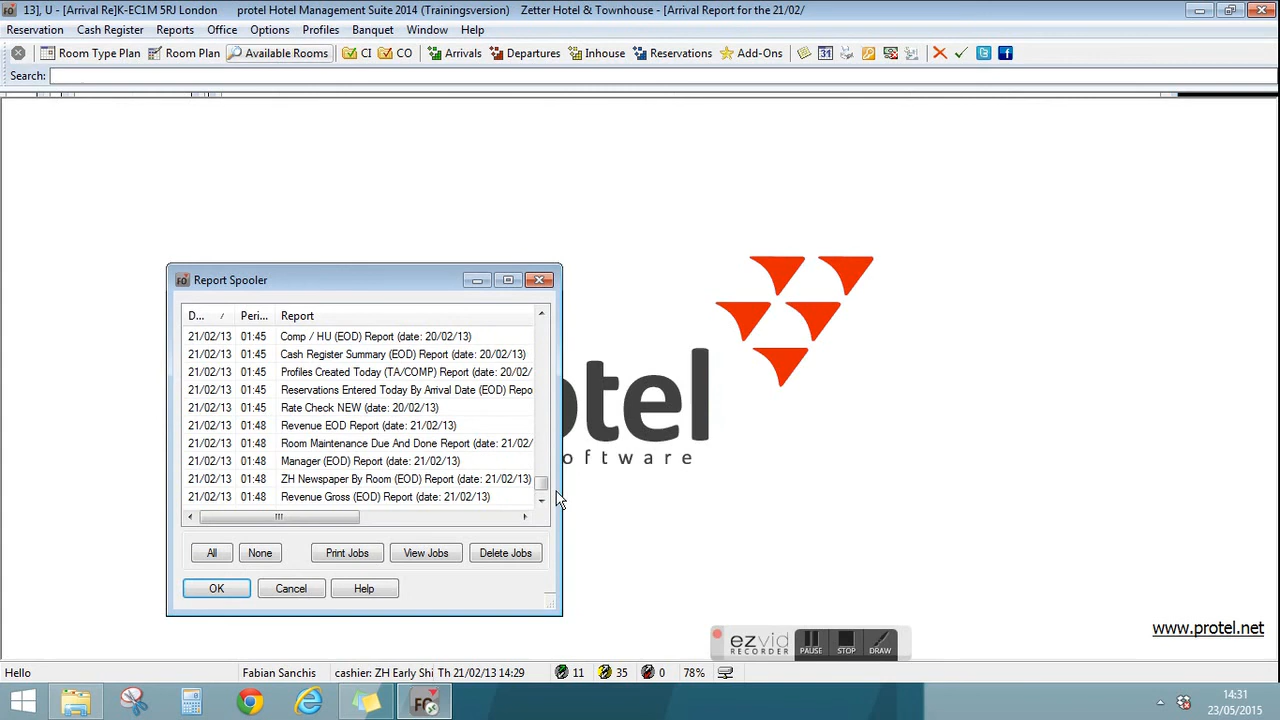 13], U - [Arrival Re]K-EC1M 5RJ London protel Hotel Management Suite 2014 (Trainingsversion) Zetter Hotel & Townhouse - [Arrival Report for the 21/02/
Reservation Cash Register Reports Office Options Profiles Banquet Window Help
Room Type Plan Room Plan Available Rooms CI CO Arrivals Departures Inhouse Reservations Add-Ons 31
Search:
Report Spooler
D... Peri... Report
21/02/13 01:45 Comp / HU (EOD) Report (date: 20/02/13)
21/02/13 01:45 Cash Register Summary (EOD) Report (date: 20/02/13)
21/02/13 01:45 Profiles Created Today (TA/COMP) Report (date: 20/02/
21/02/13 01:45 Reservations Entered Today By Arrival Date (EOD) Repo
21/02/13 01:45 Rate Check NEW (date: 20/02/13)
21/02/13 01:48 Revenue EOD Report (date: 21/02/13)
21/02/13 01:48 Room Maintenance Due And Done Report (date: 21/02/
21/02/13 01:48 Manager (EOD) Report (date: 21/02/13)
21/02/13 01:48 ZH Newspaper By Room (EOD) Report (date: 21/02/13)
21/02/13 01:48 Revenue Gross (EOD) Report (date: 21/02/13)
All None Print Jobs View Jobs Delete Jobs
OK Cancel Help
otel
oftware
www.protel.net
ezvid
RECORDER
PAUSE STOP DRAW
Hello Fabian Sanchis cashier: ZH Early Shi Th 21/02/13 14:29 11 35 0 78%
14:31
23/05/2015